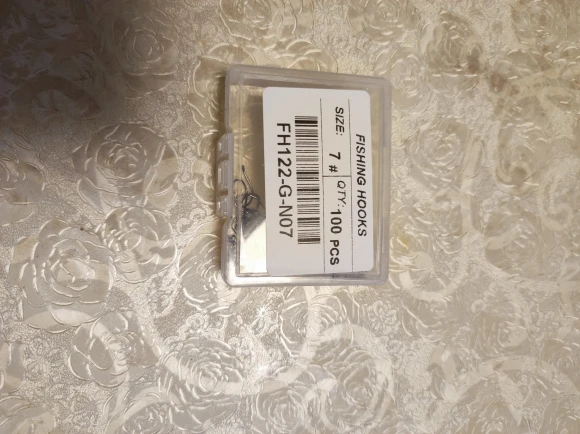 FISHING HOOKS
SIZE: 7 # QTY: 100 PCS
FH122-G-N07